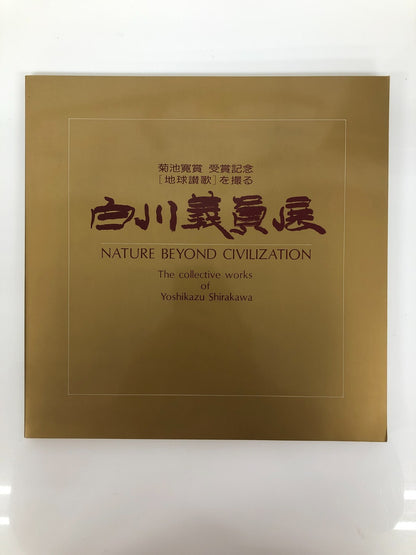 菊池寛賞 受賞記念
[地球讃歌]を撮る
白川義員展
NATURE BEYOND CIVILIZATION
The collective works
of
Yoshikazu Shirakawa